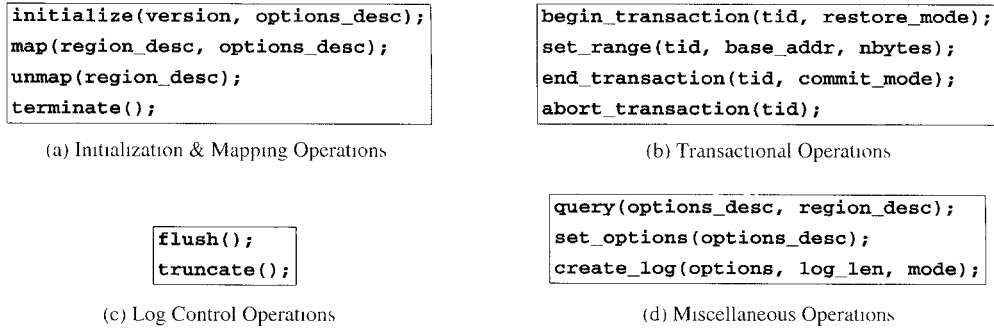 initialize(version, options_desc);
map(region_desc, options_desc);
unmap(region_desc);
terminate();
(a) Initialization & Mapping Operations
begin_transaction(tid, restore_mode);
set_range(tid, base_addr, nbytes);
end_transaction(tid, commit_mode);
abort_transaction(tid);
(b) Transactional Operations
flush();
truncate();
(c) Log Control Operations
query(options_desc, region_desc);
set_options(options_desc);
create_log(options, log_len, mode);
(d) Miscellaneous Operations